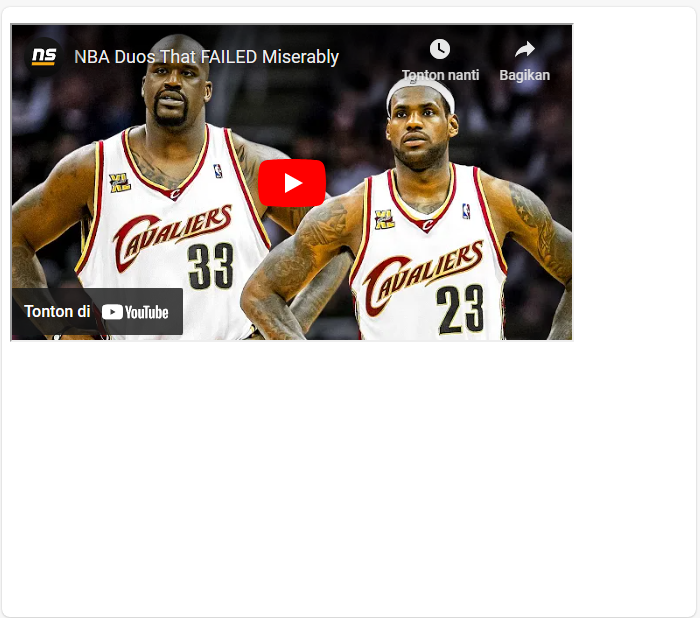 ns NBA Duos That FAILED Miserably
Tonton nanti
Bagikan
XL
CAVALIERS
33
XL
CAVALIERS
23
Tonton di YouTube